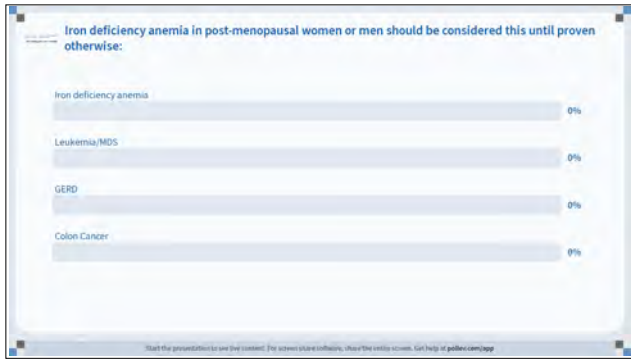 Iron deficiency anemia in post-menopausal women or men should be considered this until proven
otherwise:
Iron deficiency anemia
0%
Leukemia/MDS
0%
GERD
0%
Colon Cancer
0%
Start the presentation to see live content. For screen share software, share the entire screen. Get help at pollev.com/app